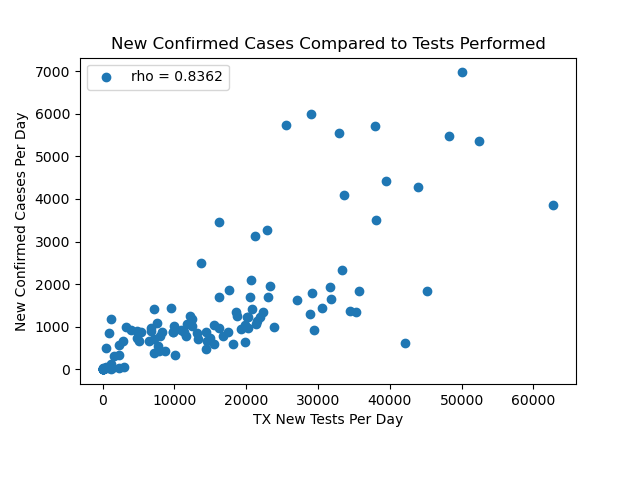 New Confirmed Cases Compared to Tests Performed
rho = 0.8362
7000
6000
5000
4000
3000
2000
1000
0
New Confirmed Caeses Per Day
0 10000 20000 30000 40000 50000 60000
TX New Tests Per Day